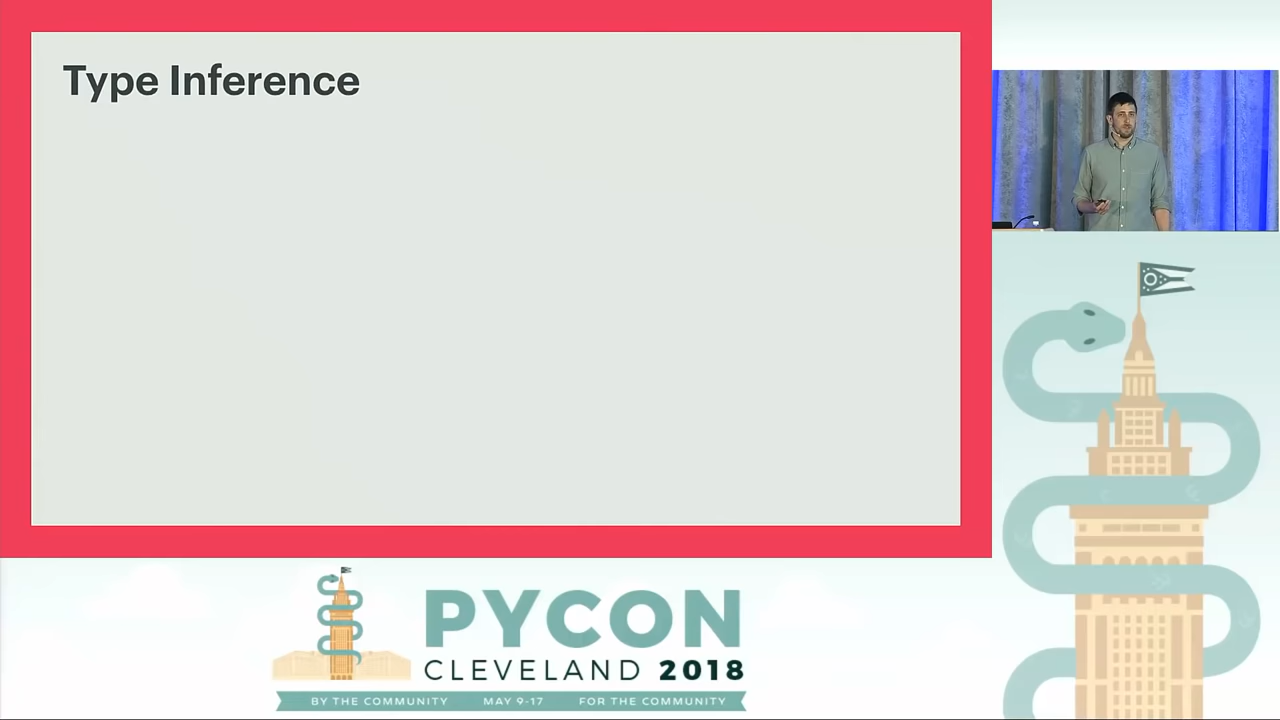 Type Inference
PYCON
CLEVELAND 2018
BY THE COMMUNITY MAY 9-17 FOR THE COMMUNITY